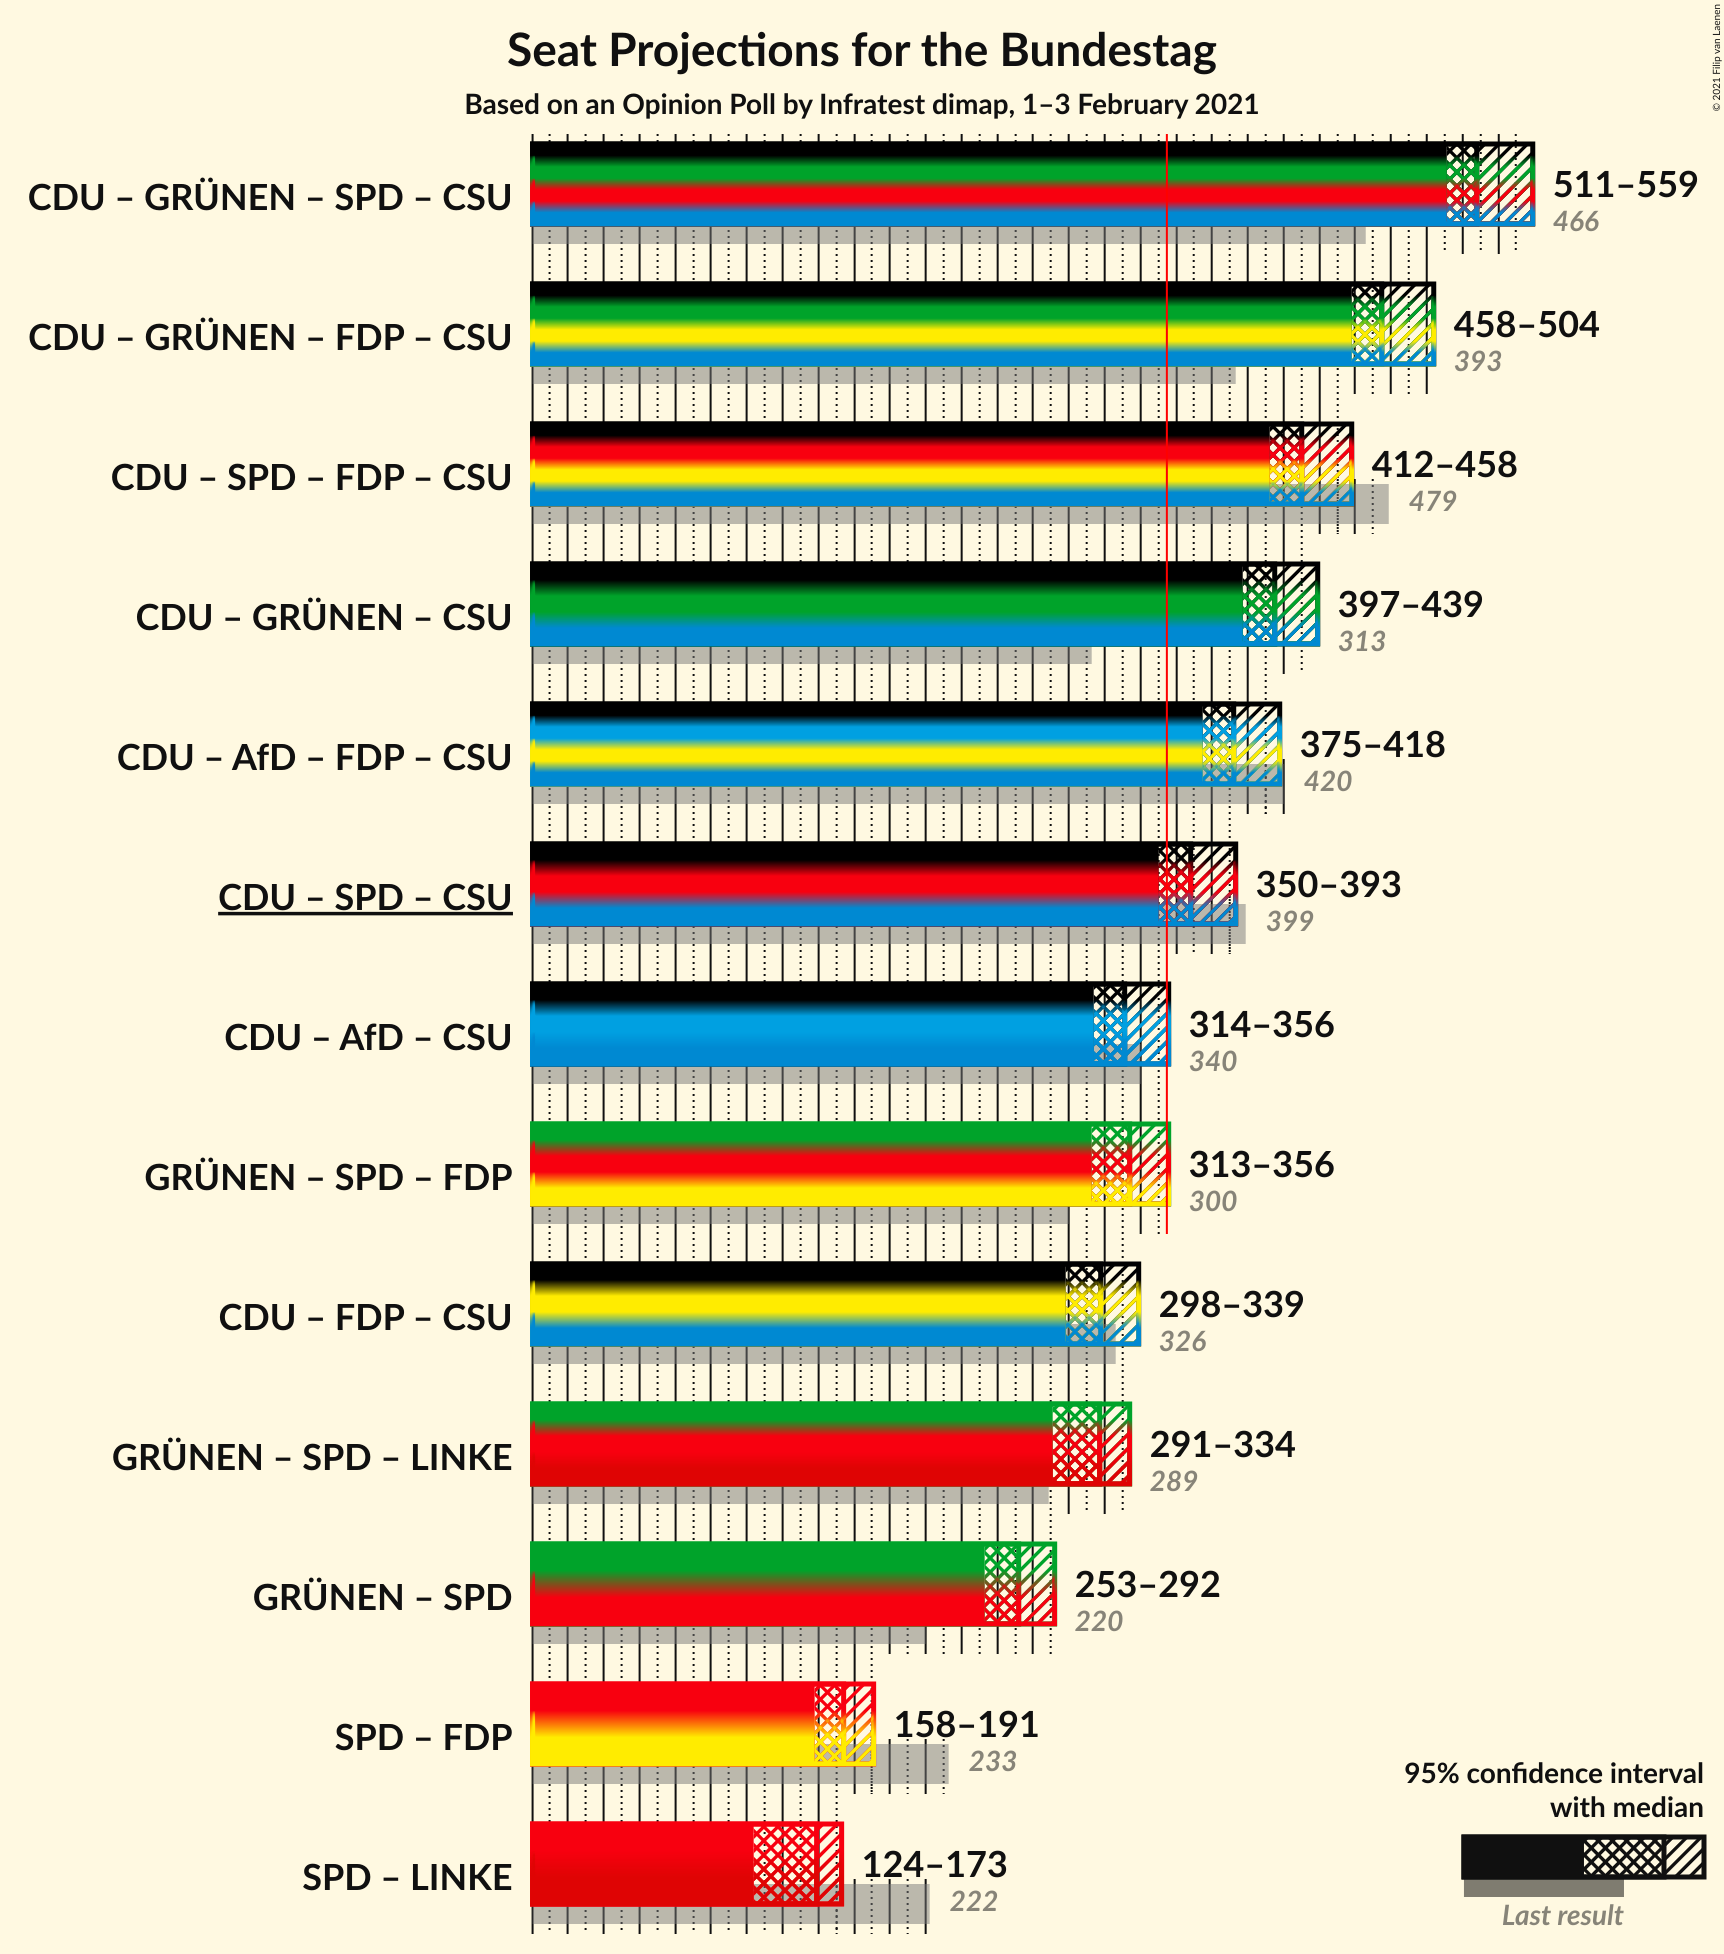 Seat Projections for the Bundestag
Based on an Opinion Poll by Infratest dimap, 1–3 February 2021
© 2021 Filip van Laenen
CDU – GRÜNEN – SPD – CSU
511–559
466
CDU – GRÜNEN – FDP – CSU
458–504
393
CDU – SPD – FDP – CSU
412–458
479
CDU – GRÜNEN – CSU
397–439
313
CDU – AfD – FDP – CSU
375–418
420
CDU – SPD – CSU
350–393
399
CDU – AfD – CSU
314–356
340
GRÜNEN – SPD – FDP
313–356
300
CDU – FDP – CSU
298–339
326
GRÜNEN – SPD – LINKE
291–334
289
GRÜNEN – SPD
253–292
220
SPD – FDP
158–191
233
SPD – LINKE
124–173
222
95% confidence interval
with median
Last result